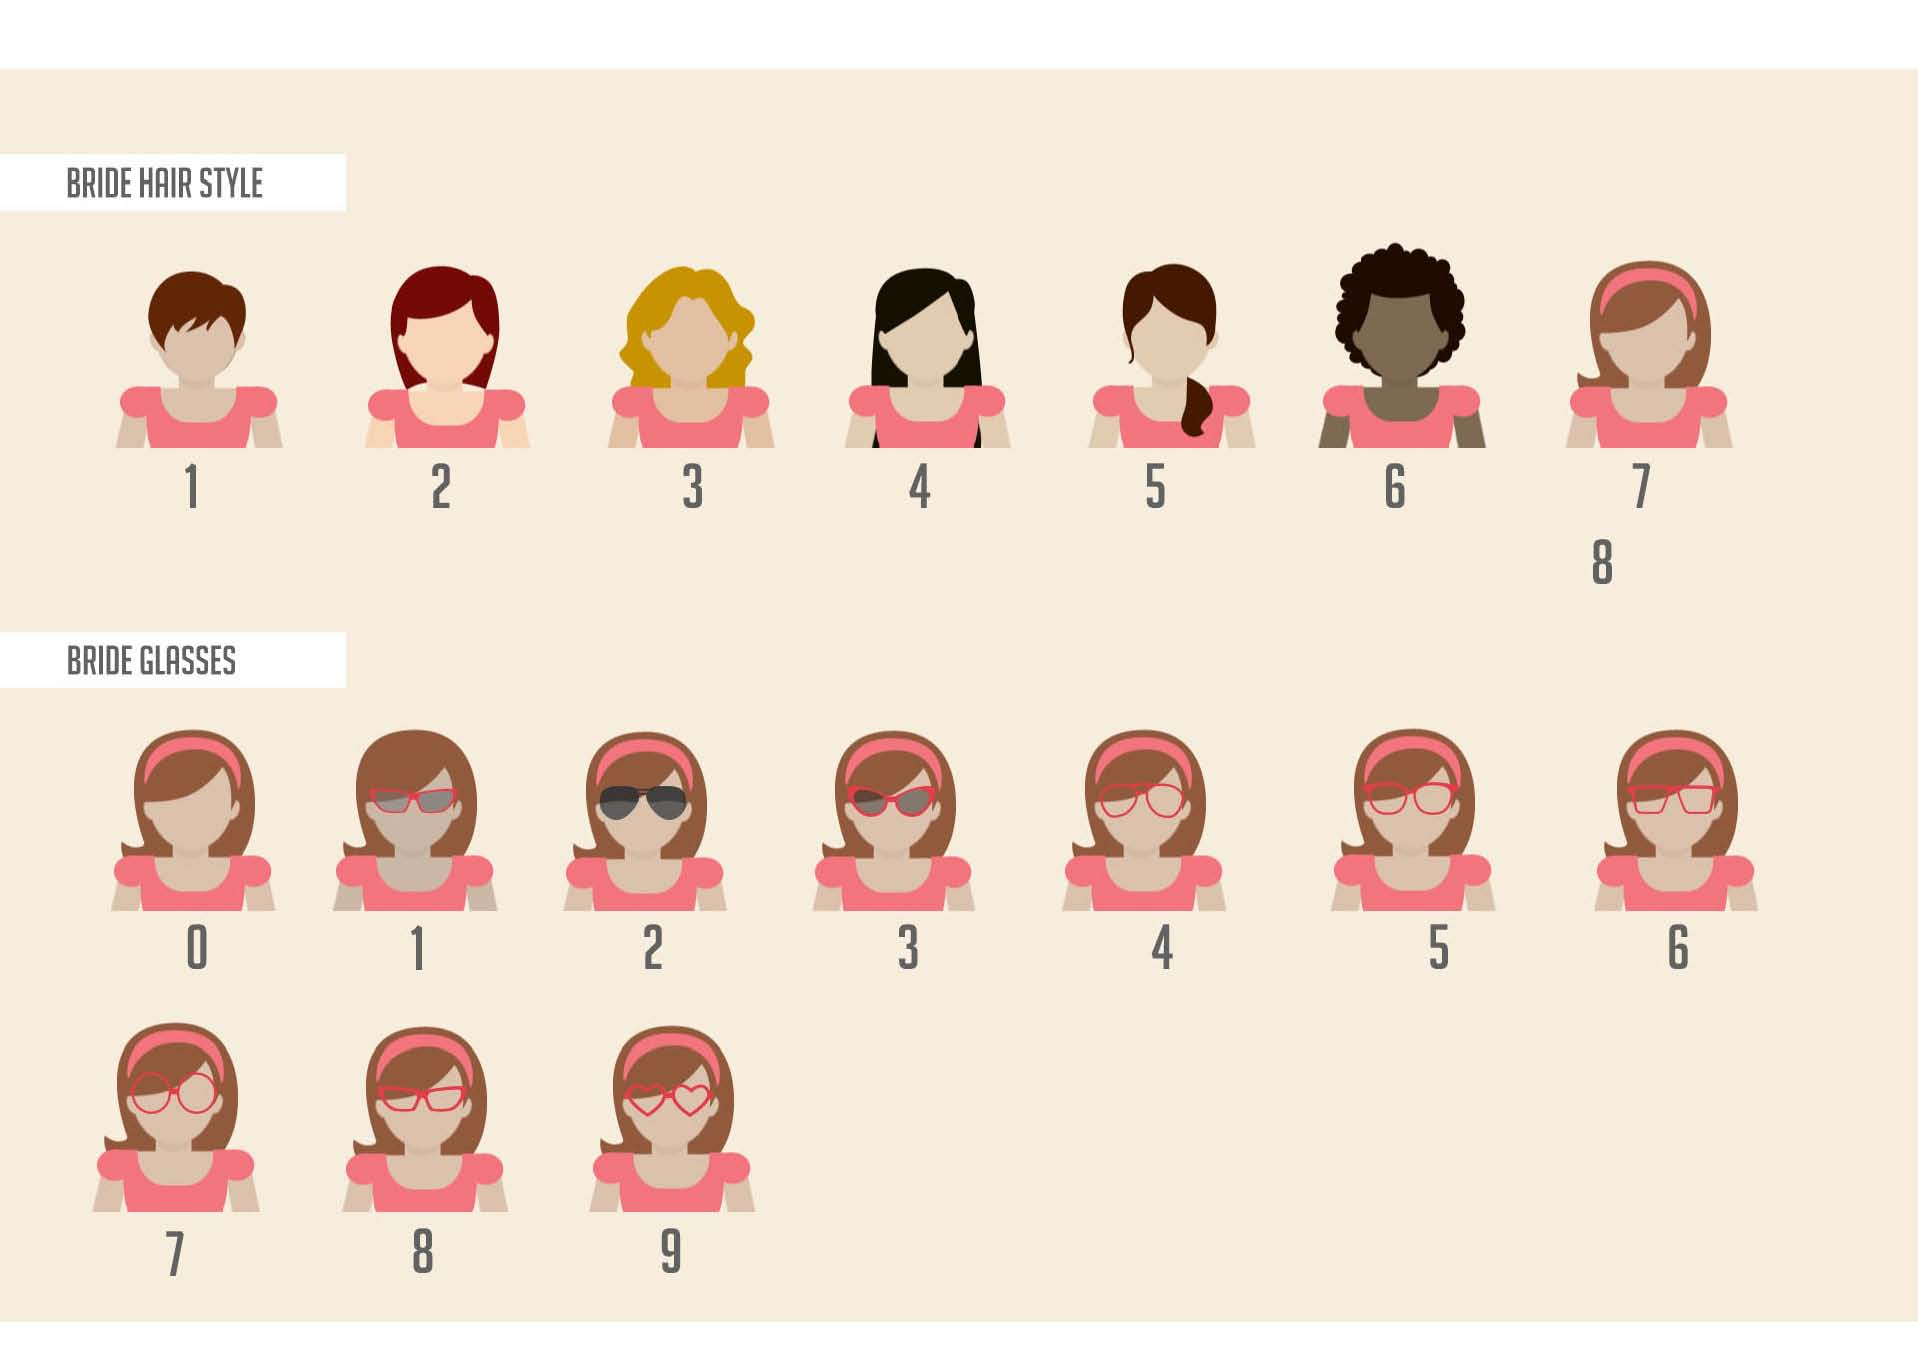 BRIDE HAIR STYLE
1 2 3 4 5 6 7
8
BRIDE GLASSES
0 1 2 3 4 5 6
7 8 9